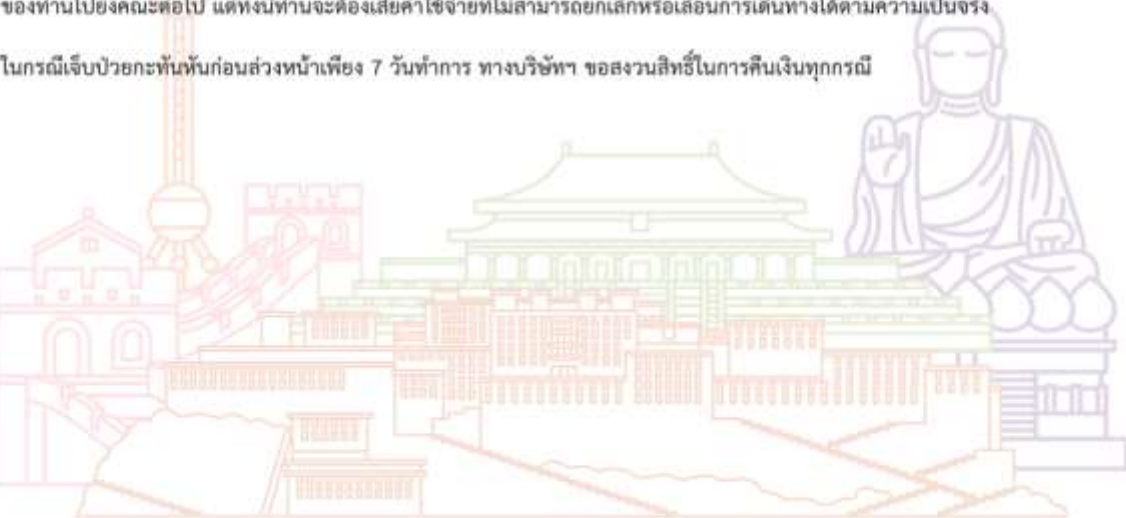 ของท่านไปยังคณะต่อไป แต่ทั้งนี้ท่านจะต้องเสียค่าใช้จ่ายที่ไม่สามารถยกเลิกหรือเลื่อนการเดินทางได้ตามความเป็นจริง
ในกรณีเจ็บป่วยกะทันหันก่อนล่วงหน้าเพียง 7 วันทำการ ทางบริษัทฯ ขอสงวนสิทธิ์ในการคืนเงินทุกกรณี